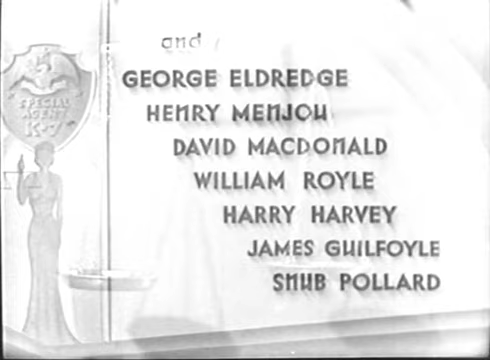 and
GEORGE ELDREDGE
HENRY MENJOU
DAVID MACDONALD
WILLIAM ROYLE
HARRY HARVEY
JAMES GUILFOYLE
SNUB POLLARD
SPECIAL
AGENT
K-7